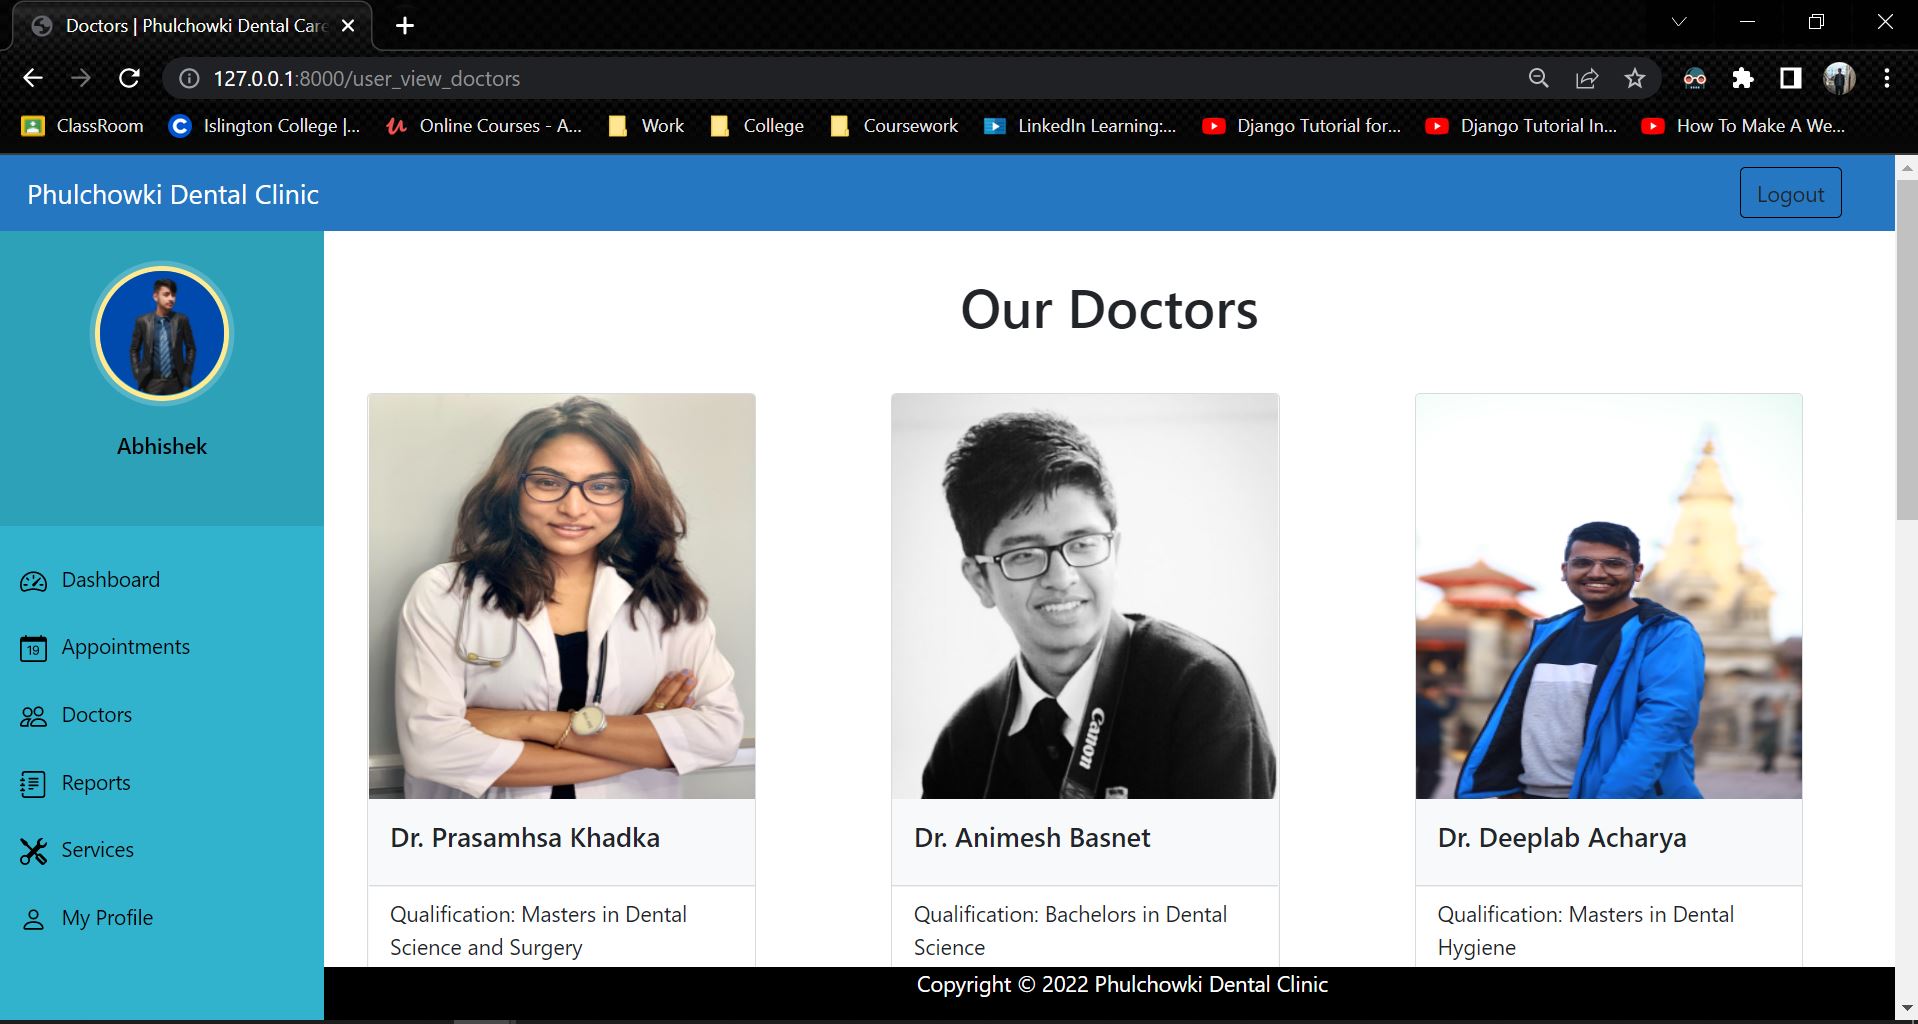 Doctors | Phulchowki Dental Care
127.0.0.1:8000/user_view_doctors
ClassRoom
Islington College |...
Online Courses - A...
Work
College
Coursework
LinkedIn Learning:...
Django Tutorial for...
Django Tutorial In...
How To Make A We...
Phulchowki Dental Clinic
Logout
Abhishek
Dashboard
19
Appointments
Doctors
Reports
Services
My Profile
Our Doctors
Canon
Dr. Prasamhsa Khadka
Qualification: Masters in Dental
Science and Surgery
Dr. Animesh Basnet
Qualification: Bachelors in Dental
Science
Dr. Deeplab Acharya
Qualification: Masters in Dental
Hygiene
Copyright © 2022 Phulchowki Dental Clinic